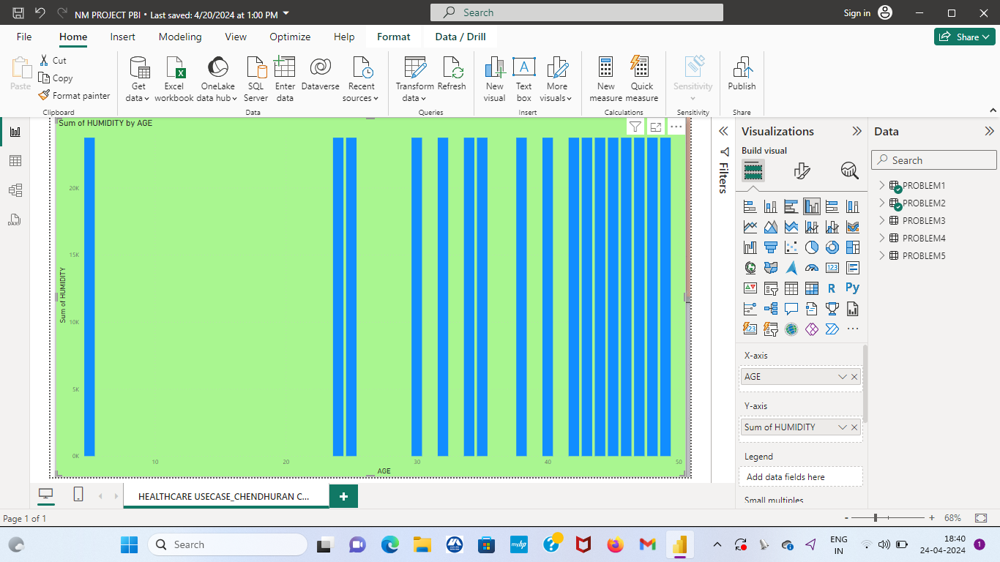 NM PROJECT PBI • Last saved: 4/20/2024 at 1:00 PM
Search
Sign in
File Home Insert Modeling View Optimize Help Format Data / Drill
Share
Paste
Cut
Copy
Format painter
Clipboard
Get data
Excel workbook
OneLake data hub
SQL Server
Enter data
Dataverse
Recent sources
Data
Transform data
Refresh
Queries
New visual
Text box
More visuals
Insert
New measure
Quick measure
Calculations
Sensitivity
Sensitivity
Publish
Share
Sum of HUMIDITY by AGE
20K
15K
10K
5K
0K
Sum of HUMIDITY
10 20 30 40 50
AGE
Filters
Visualizations
Build visual
123
R
Py
123
X-axis
AGE
Y-axis
Sum of HUMIDITY
Legend
Add data fields here
Small multiples
Data
Search
PROBLEM1
PROBLEM2
PROBLEM3
PROBLEM4
PROBLEM5
DAX
HEALTHCARE USECASE_CHENDHURAN C...
Page 1 of 1
- + 68%
Search
myhp
ENG
IN
18:40
24-04-2024
1